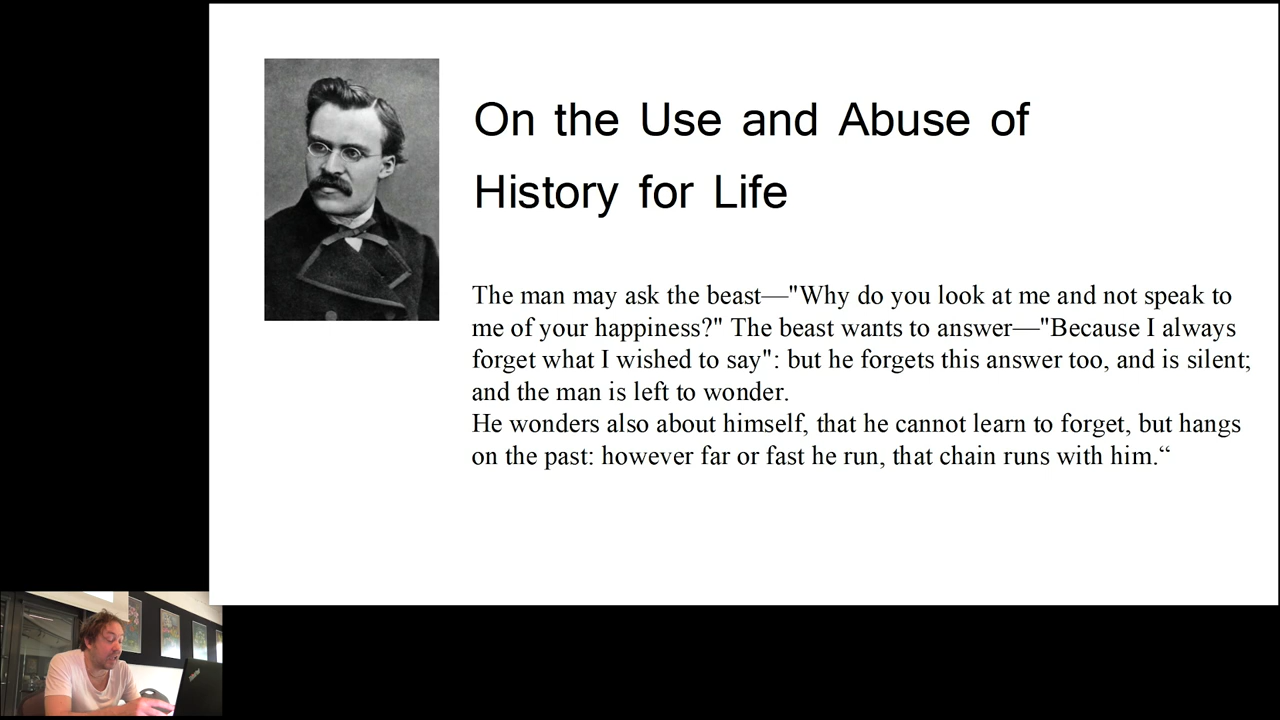 On the Use and Abuse of
History for Life
The man may ask the beast—"Why do you look at me and not speak to
me of your happiness?" The beast wants to answer—"Because I always
forget what I wished to say": but he forgets this answer too, and is silent;
and the man is left to wonder.
He wonders also about himself, that he cannot learn to forget, but hangs
on the past: however far or fast he run, that chain runs with him.“